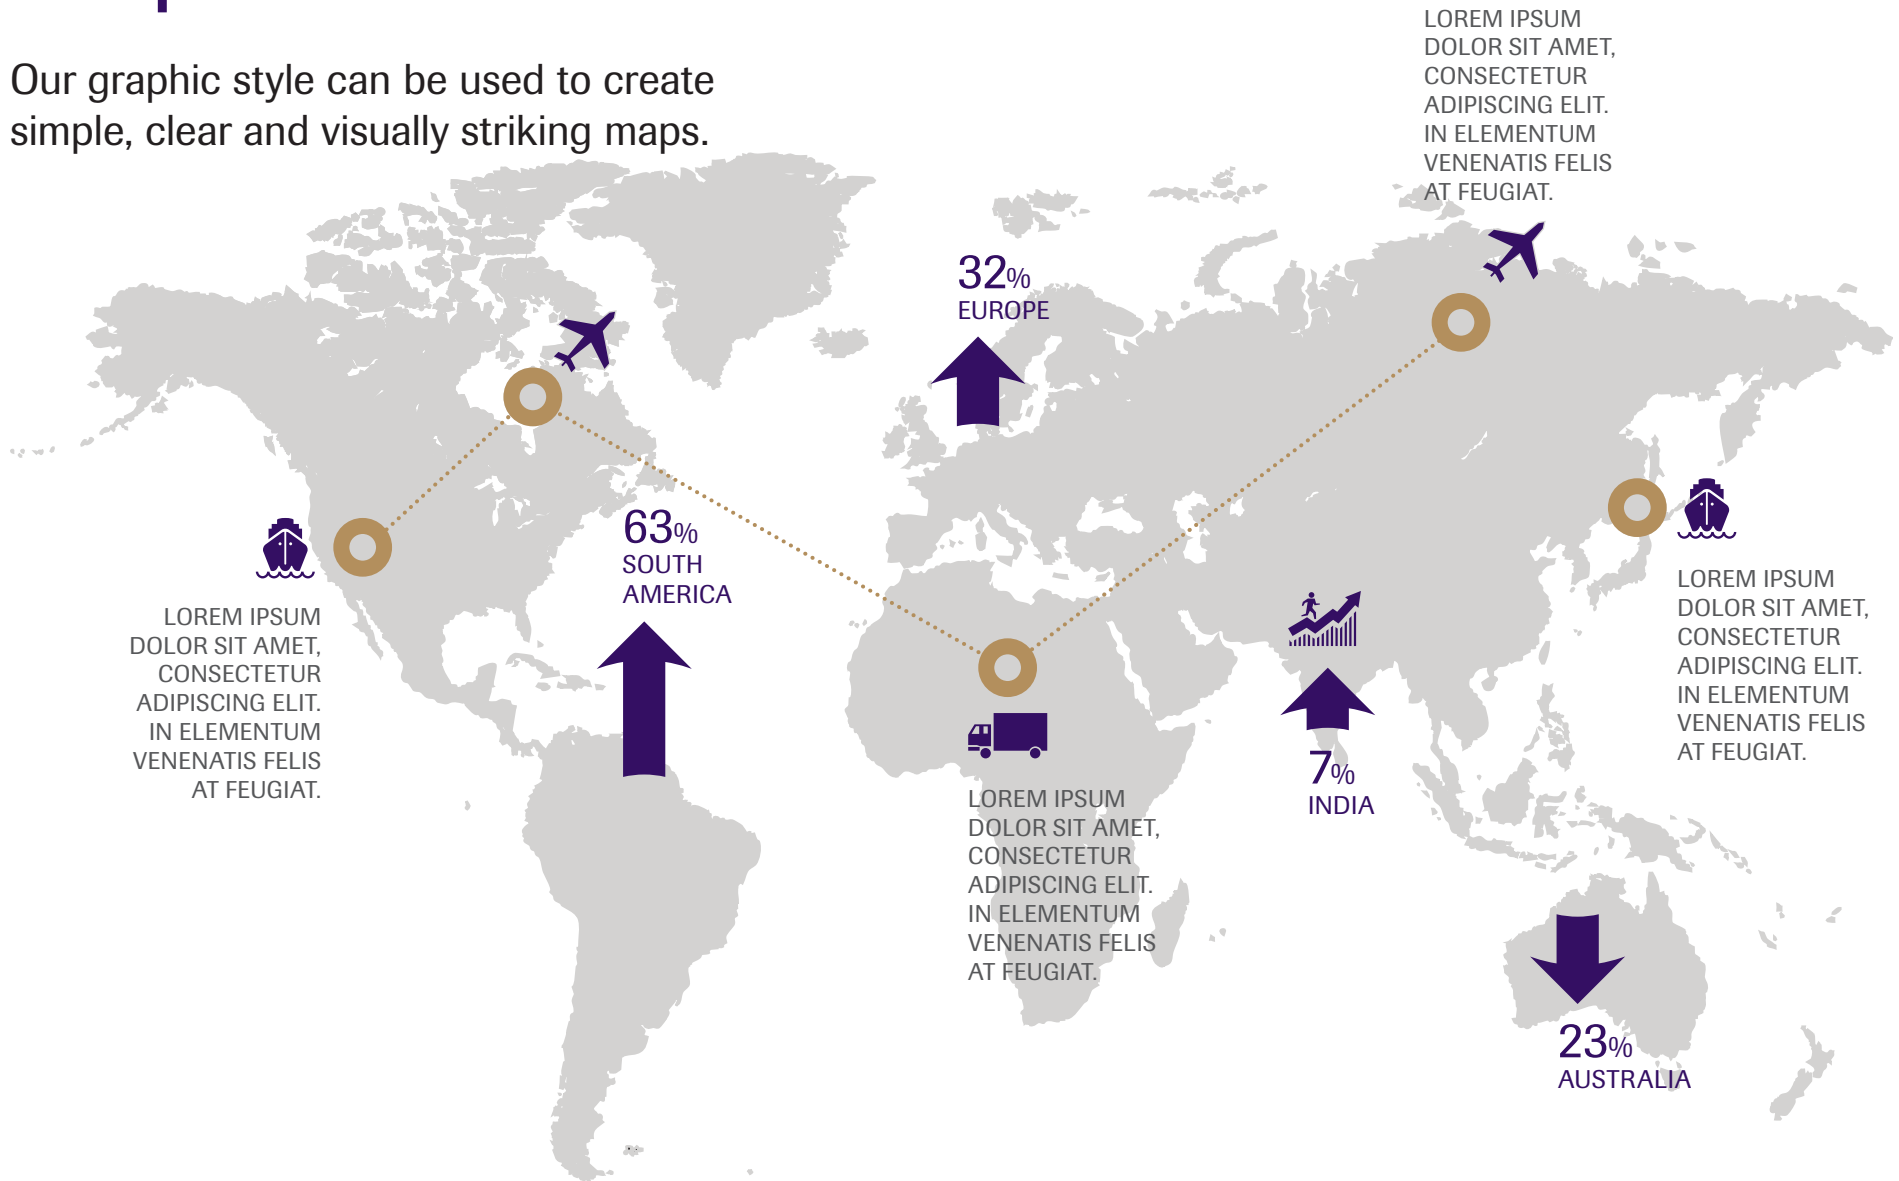 Our graphic style can be used to create
simple, clear and visually striking maps.
LOREM IPSUM
DOLOR SIT AMET,
CONSECTETUR
ADIPISCING ELIT.
IN ELEMENTUM
VENENATIS FELIS
AT FEUGIAT.
32%
EUROPE
63%
SOUTH
AMERICA
LOREM IPSUM
DOLOR SIT AMET,
CONSECTETUR
ADIPISCING ELIT.
IN ELEMENTUM
VENENATIS FELIS
AT FEUGIAT.
LOREM IPSUM
DOLOR SIT AMET,
CONSECTETUR
ADIPISCING ELIT.
IN ELEMENTUM
VENENATIS FELIS
AT FEUGIAT.
7%
INDIA
LOREM IPSUM
DOLOR SIT AMET,
CONSECTETUR
ADIPISCING ELIT.
IN ELEMENTUM
VENENATIS FELIS
AT FEUGIAT.
23%
AUSTRALIA